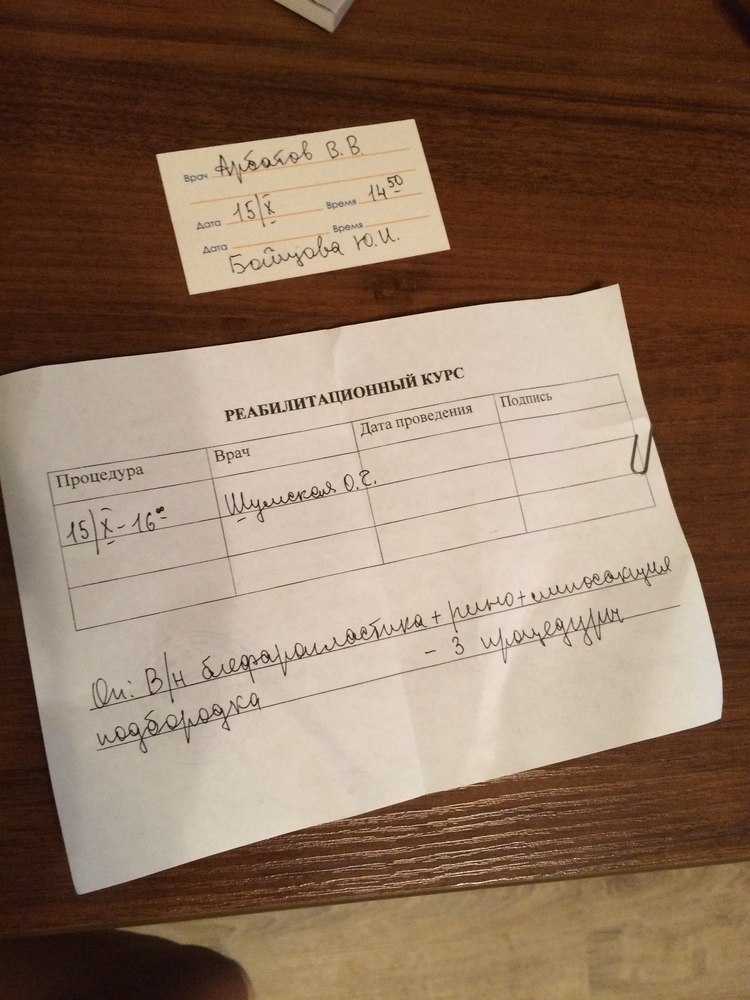 Врач Арбатов В.В.
Дата 15/X Время 14⁵⁰
Дата Время
Бойцова Ю.И.
РЕАБИЛИТАЦИОННЫЙ КУРС
Процедура Врач Дата проведения Подпись
15/X - 16⁰⁰ Шумская О.Г.
Оп: В/н блефаропластика + рино + липосакция
подбородка - 3 процедуры